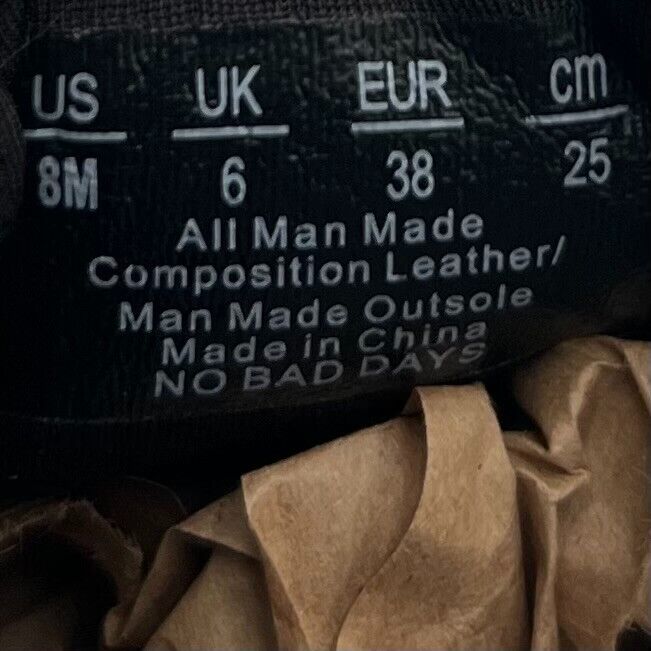 US UK EUR cm
8M 6 38 25
All Man Made
Composition Leather/
Man Made Outsole
Made in China
NO BAD DAYS